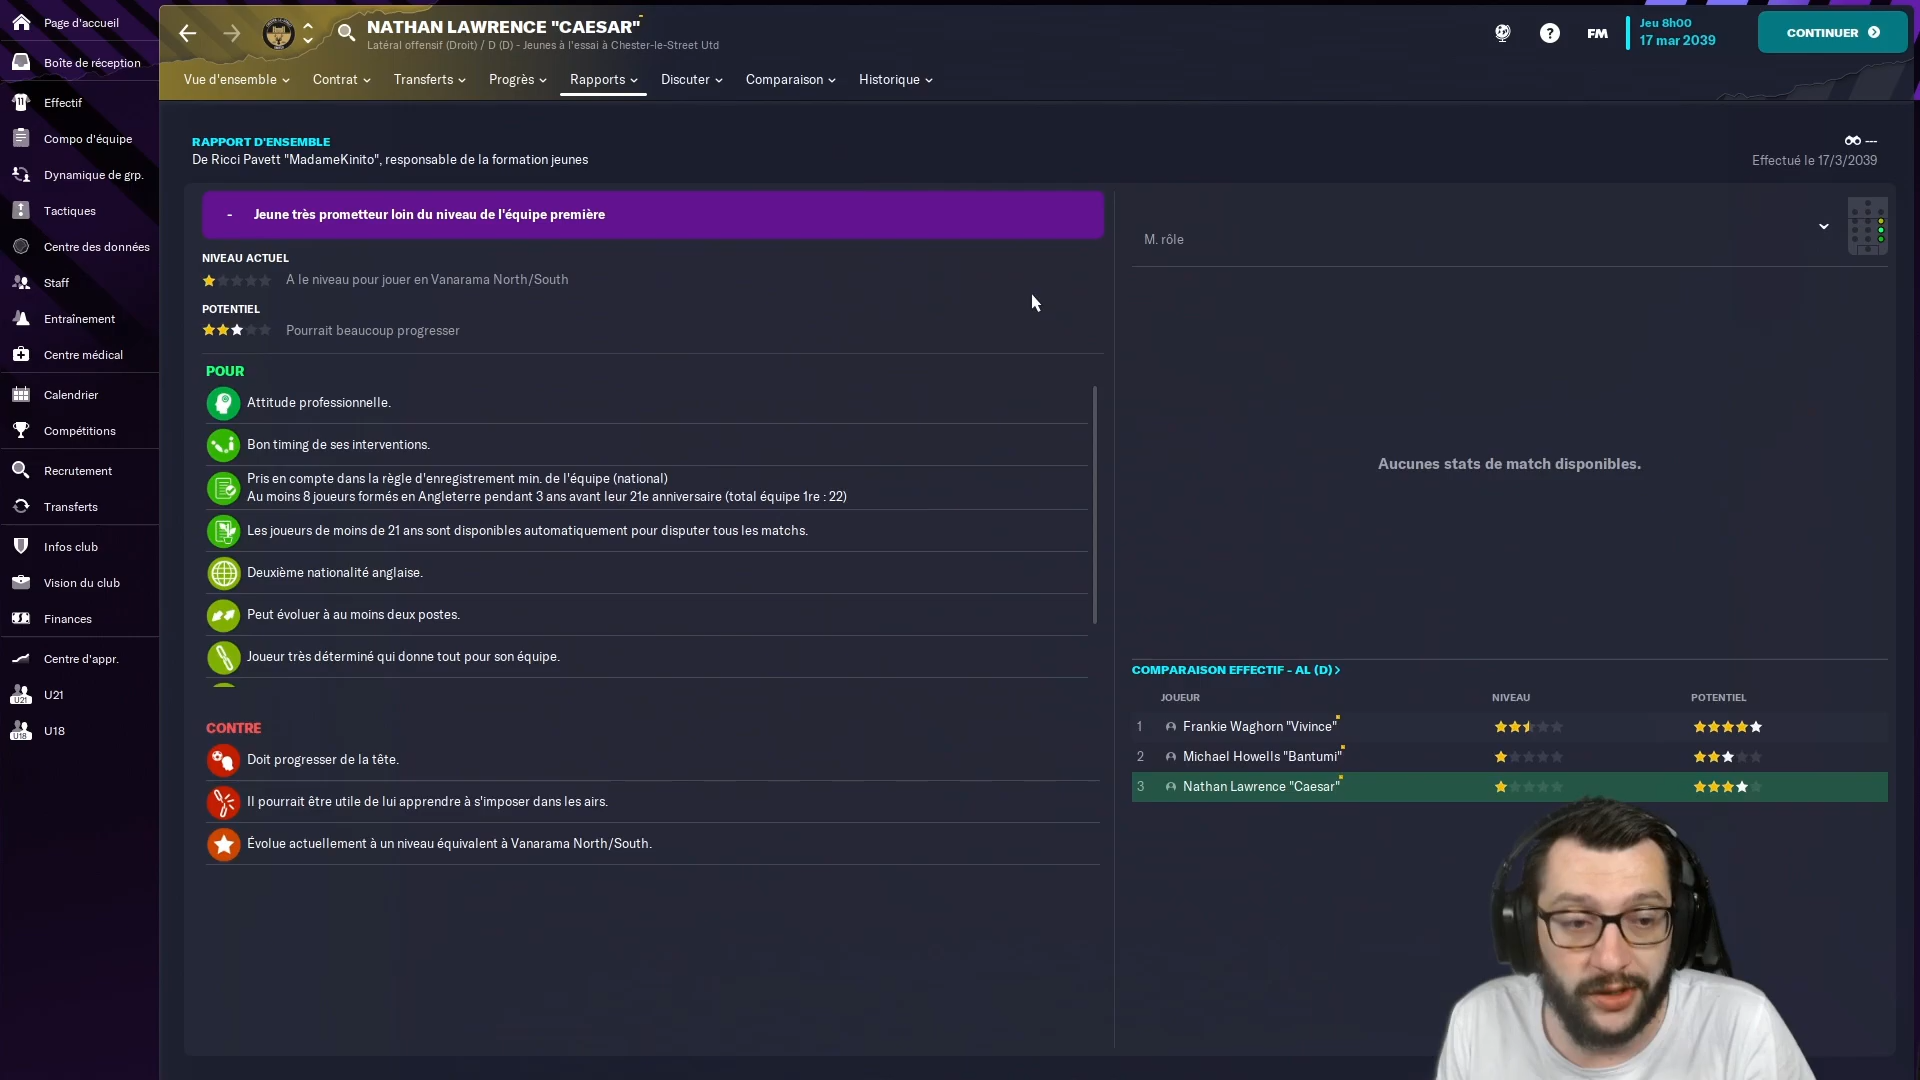 Page d'accueil
Boîte de réception
Effectif
Compo d'équipe
Dynamique de grp.
Tactiques
Centre des données
Staff
Entraînement
Centre médical
Calendrier
Compétitions
Recrutement
Transferts
Infos club
Vision du club
Finances
Centre d'appr.
U21
U21
U18
U18
NATHAN LAWRENCE "CAESAR"
Latéral offensif (Droit) / D (D) - Jeunes à l'essai à Chester-le-Street Utd
FM
Jeu 8h00
17 mar 2039
CONTINUER
Vue d'ensemble
Contrat
Transferts
Progrès
Rapports
Discuter
Comparaison
Historique
RAPPORT D'ENSEMBLE
De Ricci Pavett "MadameKinito", responsable de la formation jeunes
---
Effectué le 17/3/2039
- Jeune très prometteur loin du niveau de l'équipe première
NIVEAU ACTUEL
A le niveau pour jouer en Vanarama North/South
POTENTIEL
Pourrait beaucoup progresser
POUR
Attitude professionnelle.
Bon timing de ses interventions.
Pris en compte dans la règle d'enregistrement min. de l'équipe (national)
Au moins 8 joueurs formés en Angleterre pendant 3 ans avant leur 21e anniversaire (total équipe 1re : 22)
Les joueurs de moins de 21 ans sont disponibles automatiquement pour disputer tous les matchs.
Deuxième nationalité anglaise.
Peut évoluer à au moins deux postes.
Joueur très déterminé qui donne tout pour son équipe.
CONTRE
Doit progresser de la tête.
Il pourrait être utile de lui apprendre à s'imposer dans les airs.
Évolue actuellement à un niveau équivalent à Vanarama North/South.
M. rôle
Aucunes stats de match disponibles.
COMPARAISON EFFECTIF - AL (D)
JOUEUR NIVEAU POTENTIEL
1 Frankie Waghorn "Vivince"
2 Michael Howells "Bantumi"
3 Nathan Lawrence "Caesar"